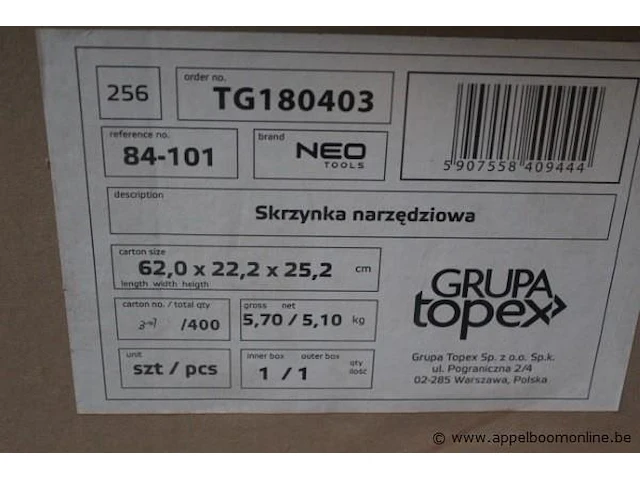 256
order no.
TG180403
reference no.
84-101
brand
NEO
TOOLS
5 907558 409444
description
Skrzynka narzędziowa
carton size
62,0 x 22,2 x 25,2 cm
length width heigth
carton no. / total qty
/400
gross net
5,70 / 5,10 kg
unit
szt / pcs
inner box outer box
1 / 1
qty
ilość
GRUPA
topex
Grupa Topex Sp. z o.o. Sp.k.
ul. Pograniczna 2/4
02-285 Warszawa, Polska
© www.appelboomonline.be